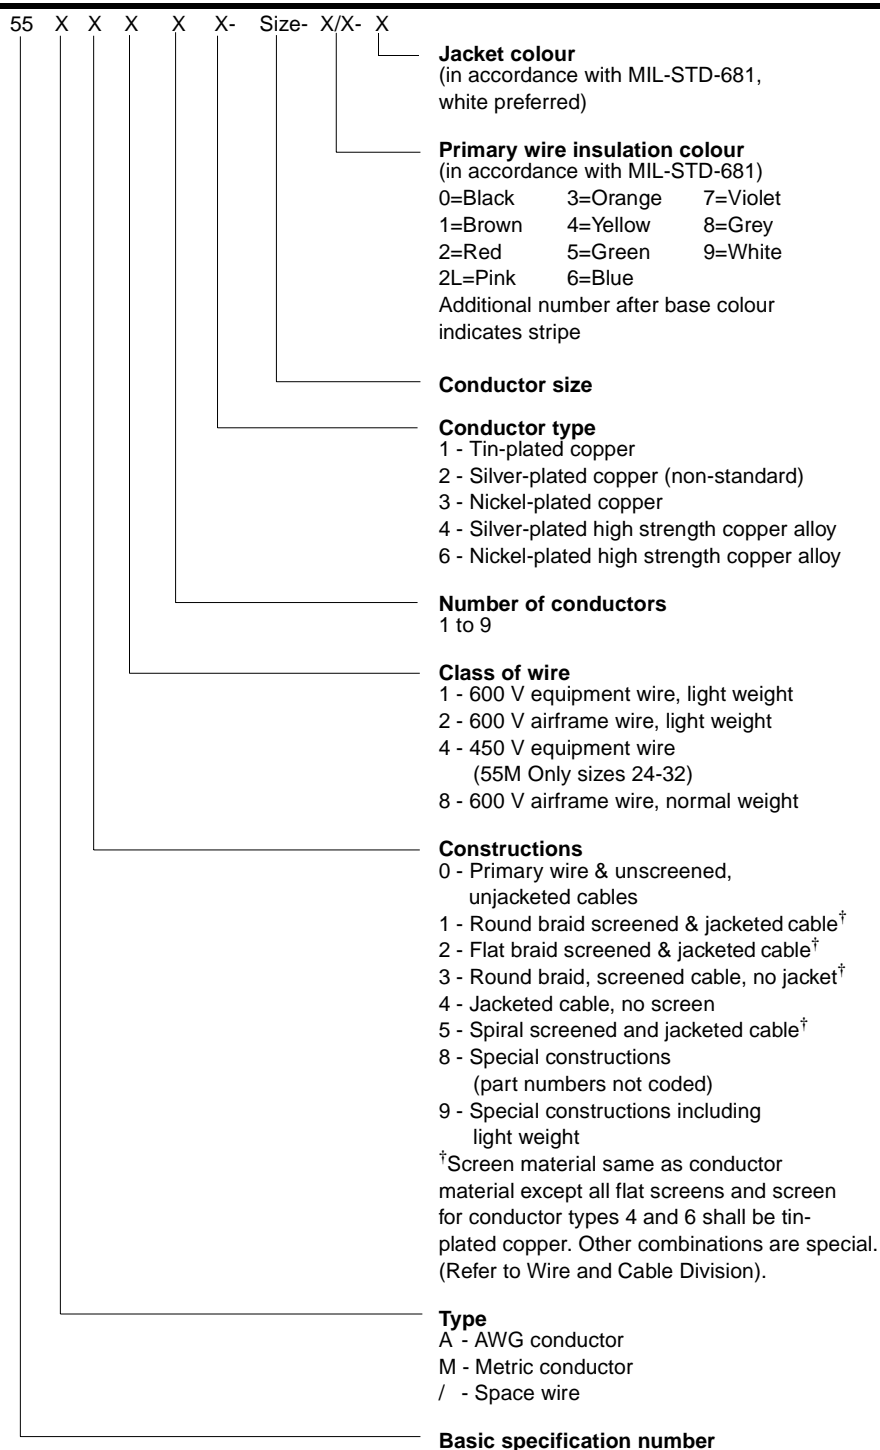 55 X X X X X- Size- X/X- X
Jacket colour
(in accordance with MIL-STD-681,
white preferred)
Primary wire insulation colour
(in accordance with MIL-STD-681)
0=Black 3=Orange 7=Violet
1=Brown 4=Yellow 8=Grey
2=Red 5=Green 9=White
2L=Pink 6=Blue
Additional number after base colour
indicates stripe
Conductor size
Conductor type
1 - Tin-plated copper
2 - Silver-plated copper (non-standard)
3 - Nickel-plated copper
4 - Silver-plated high strength copper alloy
6 - Nickel-plated high strength copper alloy
Number of conductors
1 to 9
Class of wire
1 - 600 V equipment wire, light weight
2 - 600 V airframe wire, light weight
4 - 450 V equipment wire
(55M Only sizes 24-32)
8 - 600 V airframe wire, normal weight
Constructions
0 - Primary wire & unscreened,
unjacketed cables
1 - Round braid screened & jacketed cable†
2 - Flat braid screened & jacketed cable†
3 - Round braid, screened cable, no jacket†
4 - Jacketed cable, no screen
5 - Spiral screened and jacketed cable†
8 - Special constructions
(part numbers not coded)
9 - Special constructions including
light weight
†Screen material same as conductor
material except all flat screens and screen
for conductor types 4 and 6 shall be tin-
plated copper. Other combinations are special.
(Refer to Wire and Cable Division).
Type
A - AWG conductor
M - Metric conductor
/ - Space wire
Basic specification number